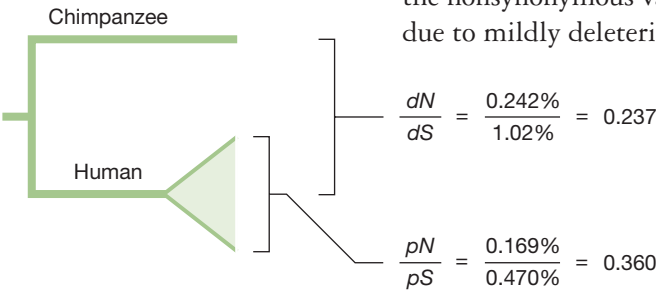 the nonsynonymous va
due to mildly deleteri
Chimpanzee
Human
dN/dS = 0.242%/1.02% = 0.237
pN/pS = 0.169%/0.470% = 0.360